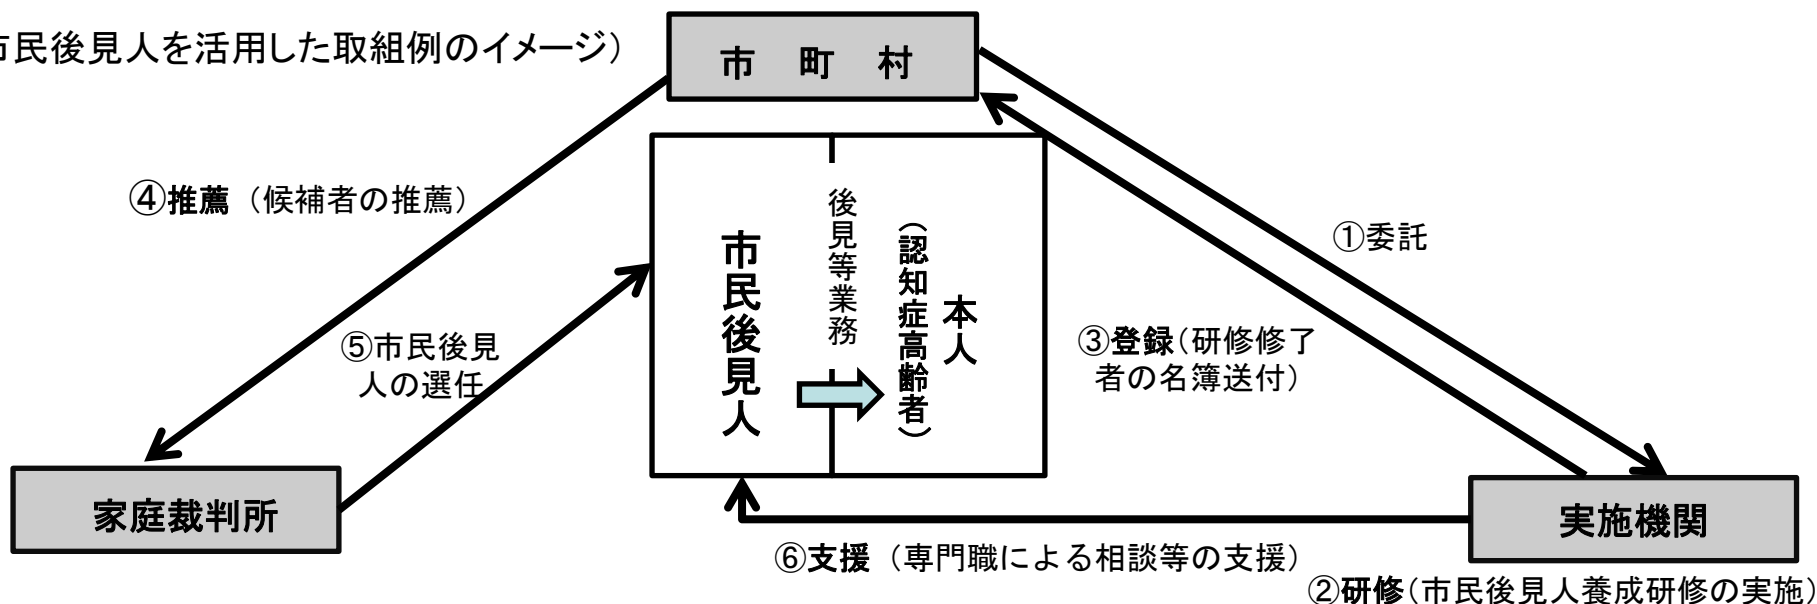 市民後見人を活用した取組例のイメージ）
市 町 村
④推薦（候補者の推薦）
①委託
市民後見人
後見等業務
本人
（認知症高齢者）
③登録（研修修了
者の名簿送付）
⑤市民後見
人の選任
家庭裁判所
実施機関
⑥支援（専門職による相談等の支援）
②研修（市民後見人養成研修の実施）